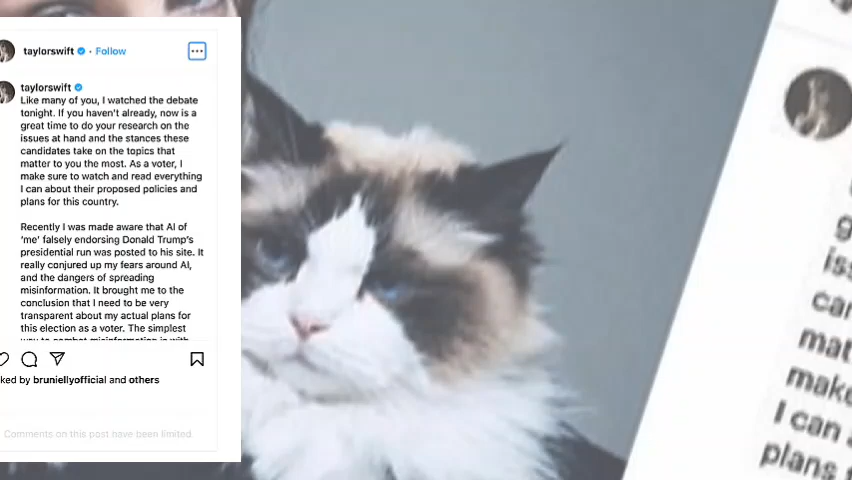 taylorswift • Follow
taylorswift
Like many of you, I watched the debate
tonight. If you haven't already, now is a
great time to do your research on the
issues at hand and the stances these
candidates take on the topics that
matter to you the most. As a voter, I
make sure to watch and read everything
I can about their proposed policies and
plans for this country.
Recently I was made aware that AI of
'me' falsely endorsing Donald Trump's
presidential run was posted to his site. It
really conjured up my fears around AI,
and the dangers of spreading
misinformation. It brought me to the
conclusion that I need to be very
transparent about my actual plans for
this election as a voter. The simplest
way to combat misinformation is with
ked by bruniellyofficial and others
Comments on this post have been limited
g
iss
can
mat
make
I can
plans